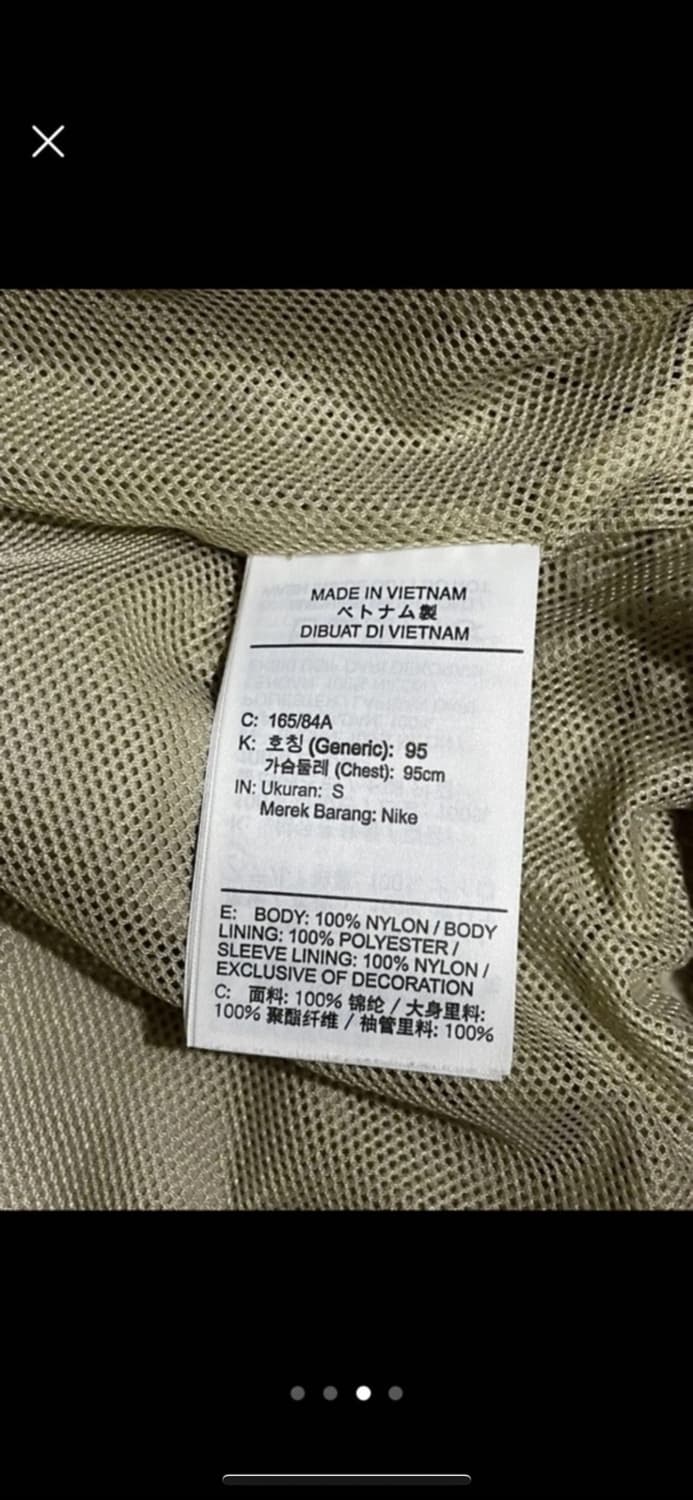 MADE IN VIETNAM
ベトナム製
DIBUAT DI VIETNAM
C: 165/84A
K: 호칭 (Generic): 95
가슴둘레 (Chest): 95cm
IN: Ukuran: S
Merek Barang: Nike
E: BODY: 100% NYLON / BODY
LINING: 100% POLYESTER /
SLEEVE LINING: 100% NYLON /
EXCLUSIVE OF DECORATION
C: 面料: 100% 锦纶 / 大身里料:
100% 聚酯纤维 / 袖管里料: 100%